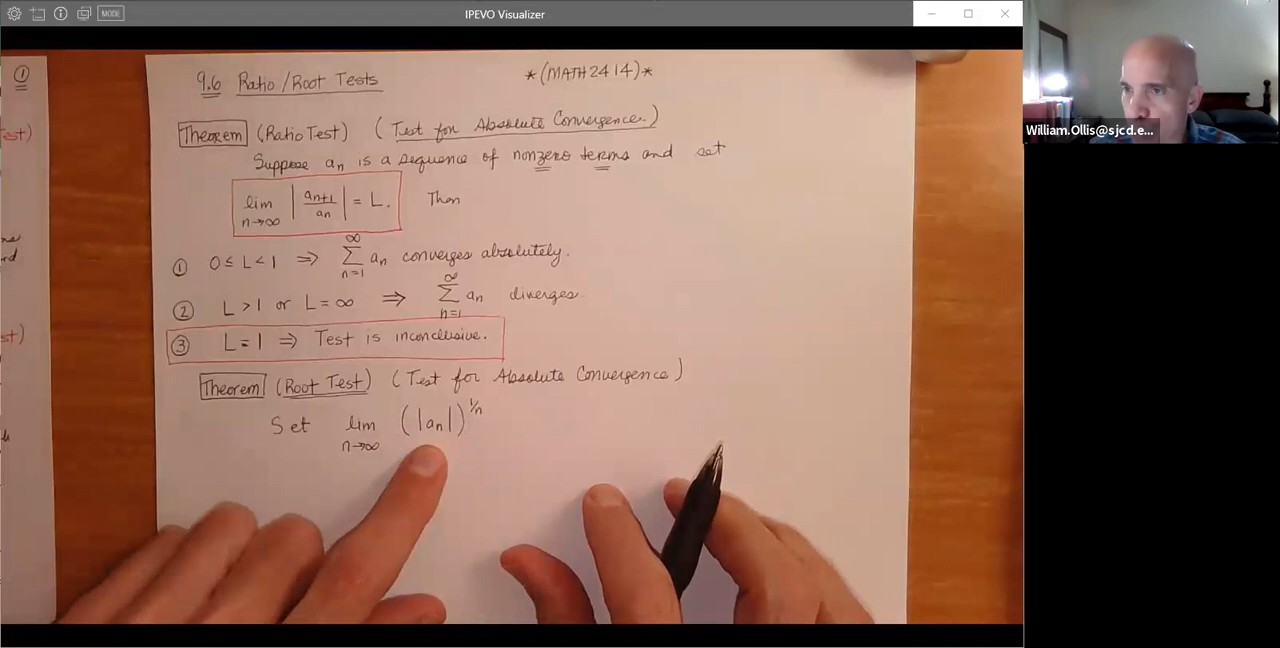 MODE
IPEVO Visualizer
William.Ollis@sjcd.e...
①
9.6 Ratio/Root Tests *(MATH 2414)*
Theorem (Ratio Test) (Test for Absolute Convergence.)
Suppose aₙ is a sequence of nonzero terms and set
lim n→∞ |aₙ₊₁/aₙ| = L. Then
① 0 ≤ L < 1 ⇒ ∞ Σ n=1 aₙ converges absolutely.
② L > 1 or L = ∞ ⇒ ∞ Σ n=1 aₙ diverges.
③ L = 1 ⇒ Test is inconclusive.
Theorem (Root Test) (Test for Absolute Convergence)
Set lim n→∞ (|aₙ|)^1/n